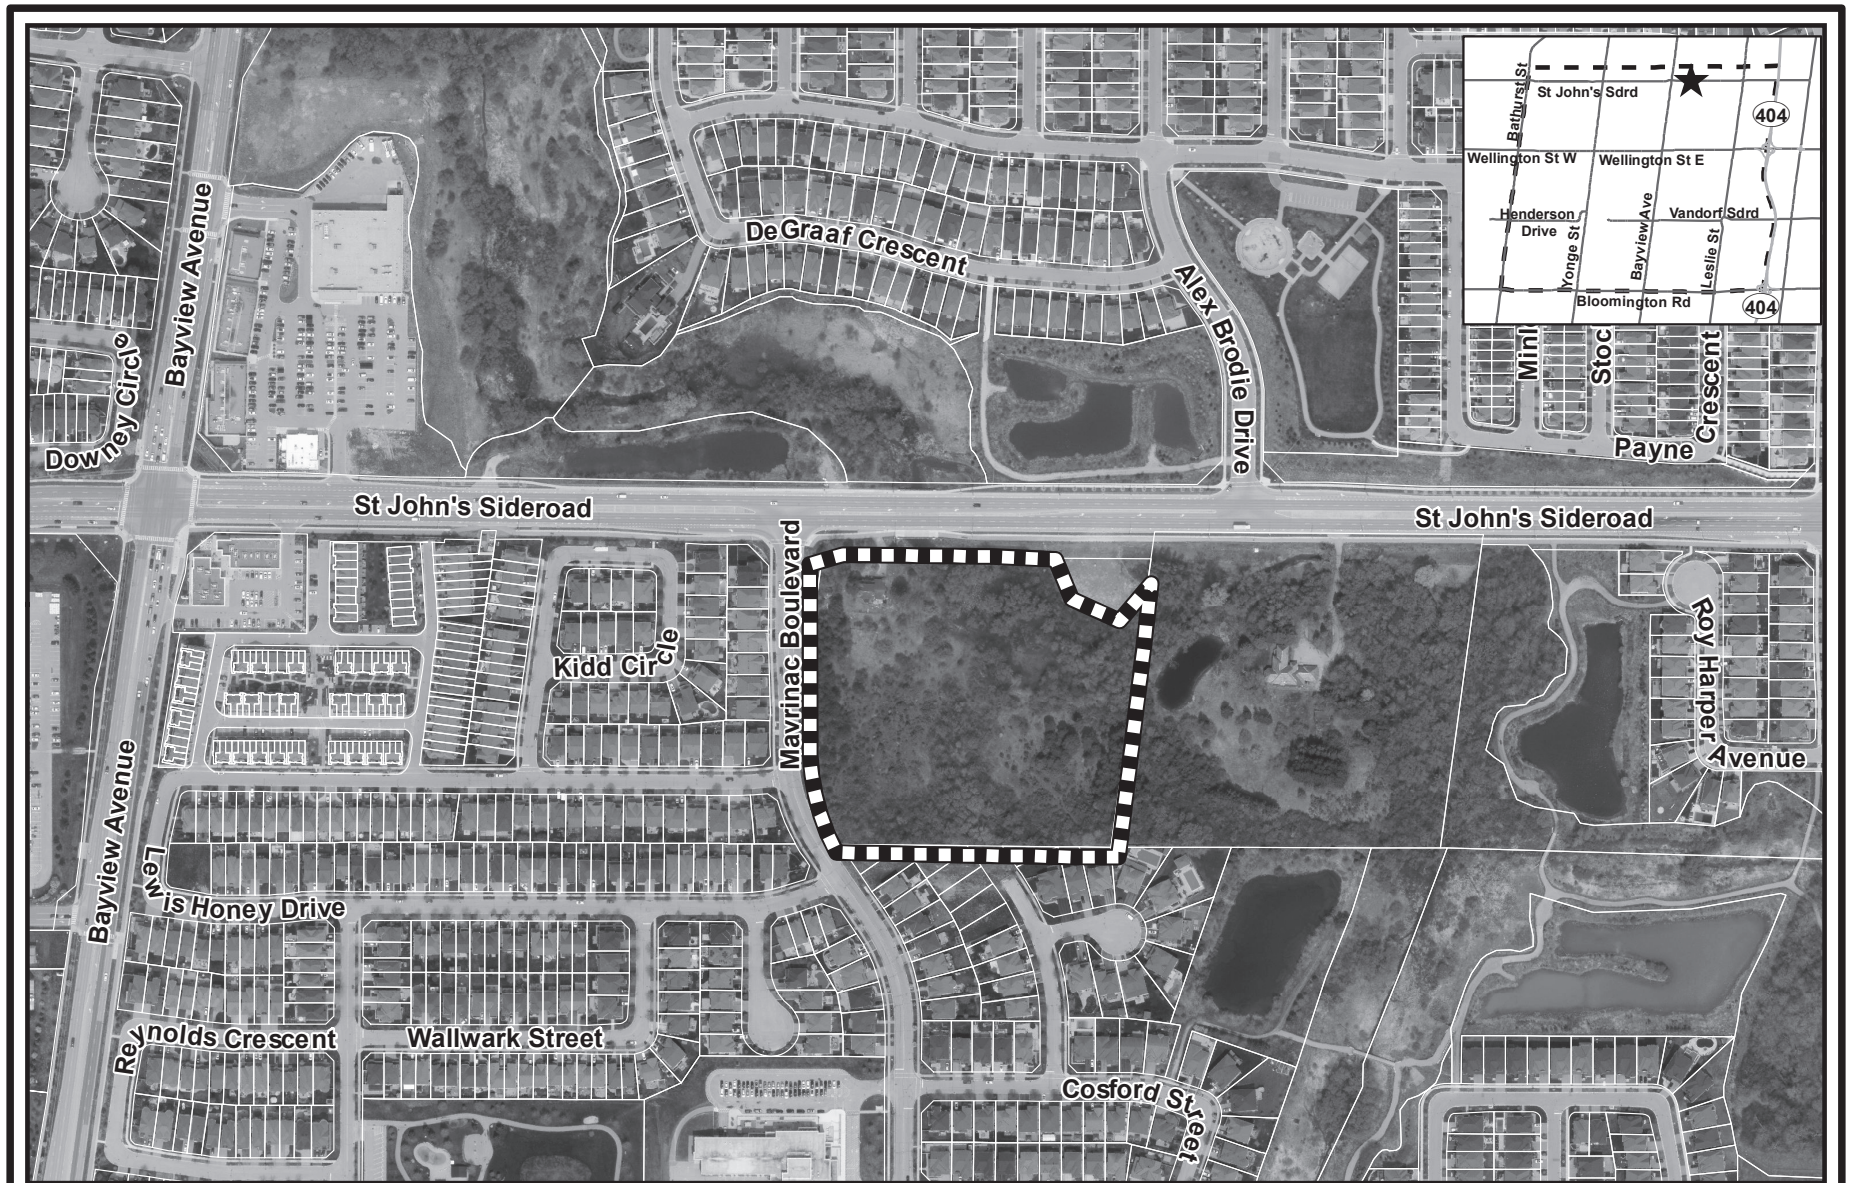 Bathurst St
St John's Sdrd
404
Wellington St W
Wellington St E
Henderson
Drive
Yonge St
Bayview Ave
Vandorf Sdrd
Leslie St
Bloomington Rd
404
Bayview Avenue
DeGraaf Crescent
Alex Brodie Drive
Downey Circle
Payne Crescent
St John's Sideroad
St John's Sideroad
Mavrinac Boulevard
Kidd Circle
Roy Harper Avenue
Bayview Avenue
Lewis Honey Drive
Reynolds Crescent
Wallwark Street
Cosford Street